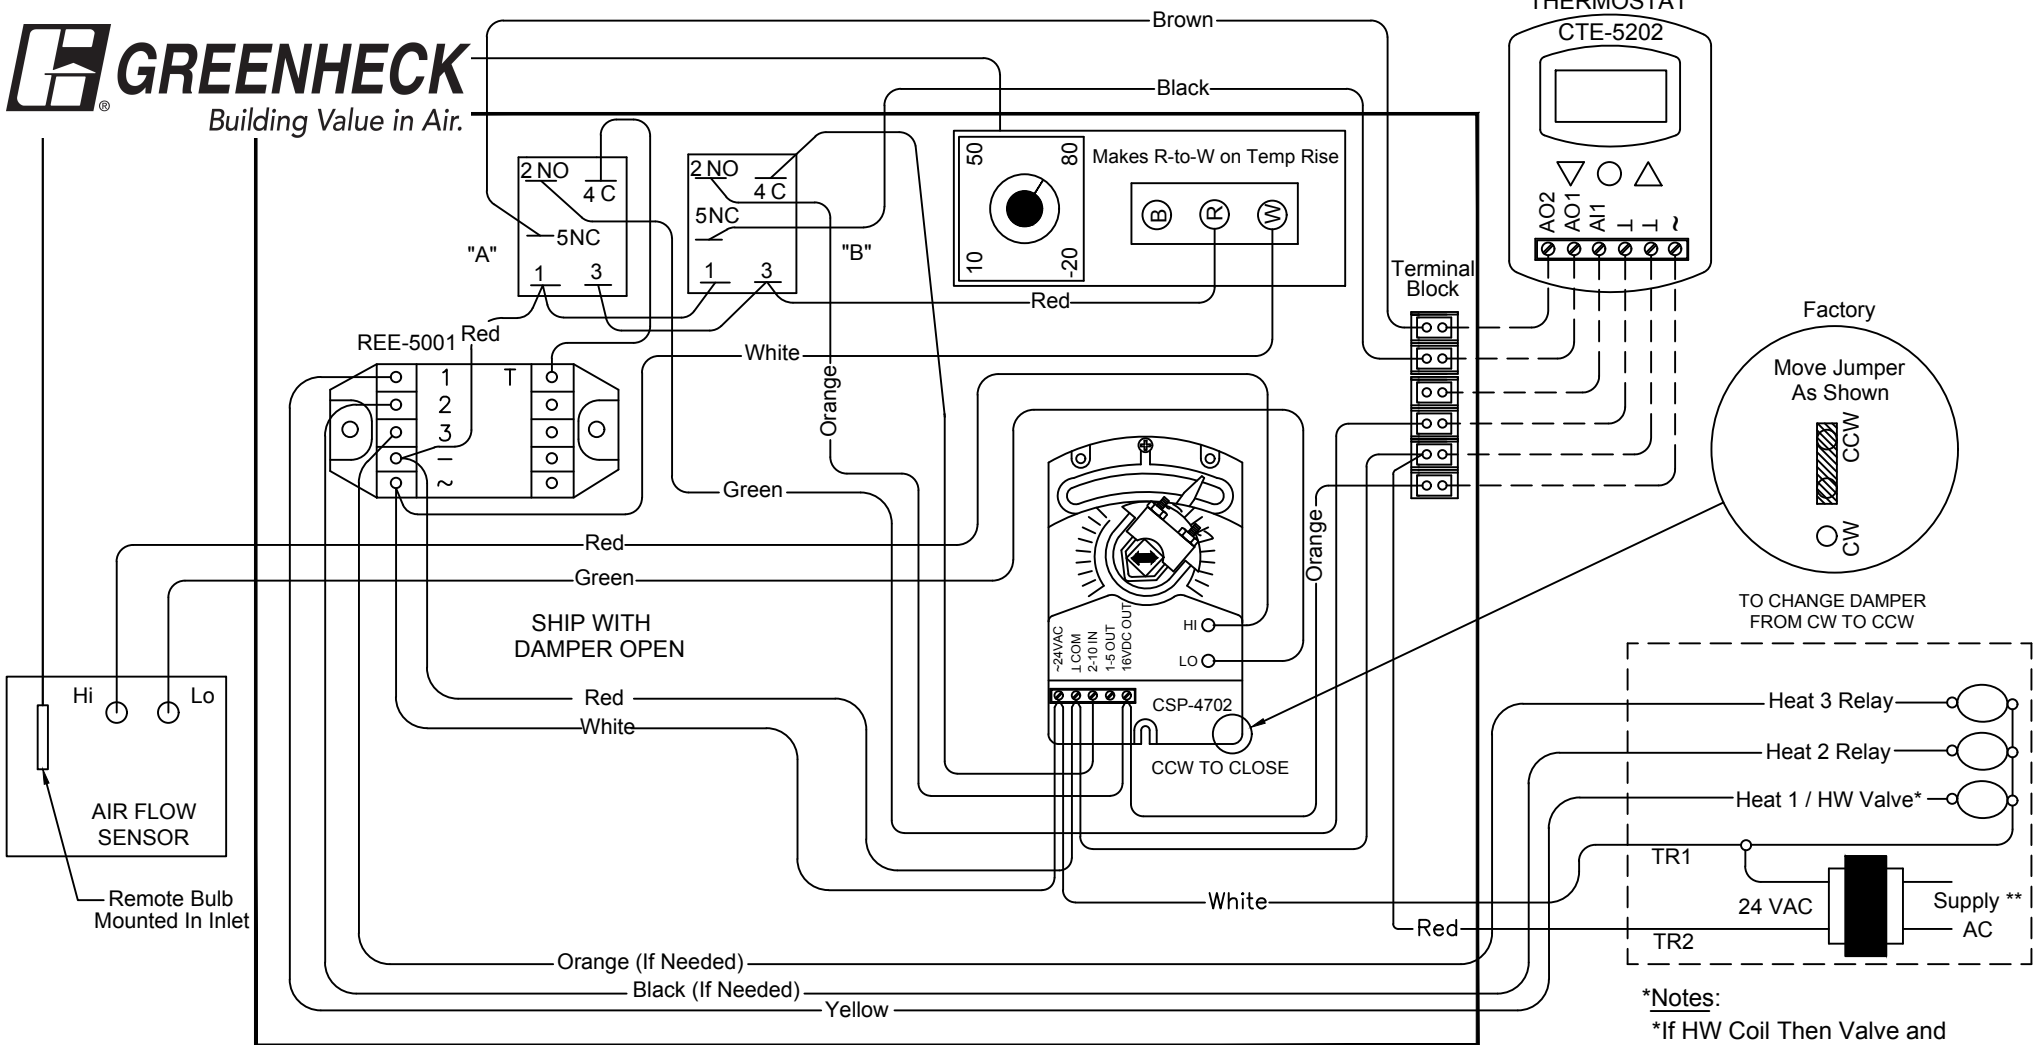 THERMOSTAT
CTE-5202
GREENHECK
®
Building Value in Air.
Brown
Black
2 NO
4 C
5NC
"A"
1
3
2 NO
4 C
5NC
"B"
1
3
50
80
10
-20
Makes R-to-W on Temp Rise
B
R
W
Red
AO2
AO1
AI1
⊥
⊥
~
Terminal
Block
Factory
Move Jumper
As Shown
CCW
CW
TO CHANGE DAMPER
FROM CW TO CCW
REE-5001
Red
White
1
T
2
3
–
~
Orange
Green
Red
Green
Orange
SHIP WITH
DAMPER OPEN
~24VAC
⊥ COM
2-10 IN
1-5 OUT
16VDC OUT
HI
LO
CSP-4702
CCW TO CLOSE
Hi
Lo
AIR FLOW
SENSOR
Remote Bulb
Mounted In Inlet
Red
White
Heat 3 Relay
Heat 2 Relay
Heat 1 / HW Valve*
TR1
24 VAC
Supply **
AC
TR2
White
Red
Orange (If Needed)
Black (If Needed)
Yellow
*Notes:
*If HW Coil Then Valve and